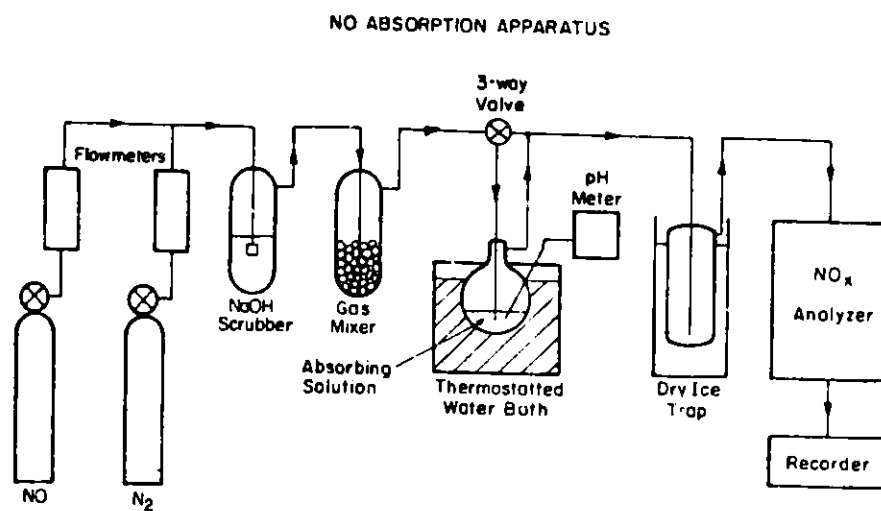 NO ABSORPTION APPARATUS
3-way
Valve
Flowmeters
pH
Meter
NaOH
Scrubber
Gas
Mixer
Absorbing
Solution
Thermostatted
Water Bath
Dry Ice
Trap
NOx
Analyzer
Recorder
NO
N2